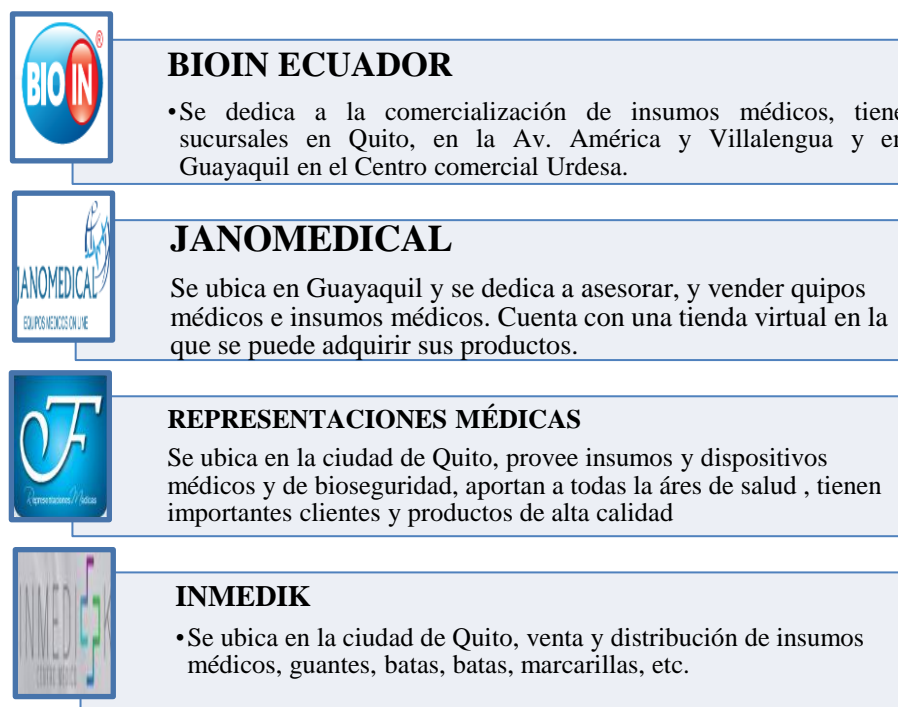 BIO IN
®
BIOIN ECUADOR
•Se dedica a la comercialización de insumos médicos, tiene
sucursales en Quito, en la Av. América y Villalengua y en
Guayaquil en el Centro comercial Urdesa.
JANOMEDICAL
EQUIPOS MEDICOS ON LINE
JANOMEDICAL
Se ubica en Guayaquil y se dedica a asesorar, y vender quipos
médicos e insumos médicos. Cuenta con una tienda virtual en la
que se puede adquirir sus productos.
F
Representaciones Médicas
REPRESENTACIONES MÉDICAS
Se ubica en la ciudad de Quito, provee insumos y dispositivos
médicos y de bioseguridad, aportan a todas la áres de salud , tienen
importantes clientes y productos de alta calidad
INMEDIK
CENTRO MÉDICO
INMEDIK
•Se ubica en la ciudad de Quito, venta y distribución de insumos
médicos, guantes, batas, batas, marcarillas, etc.